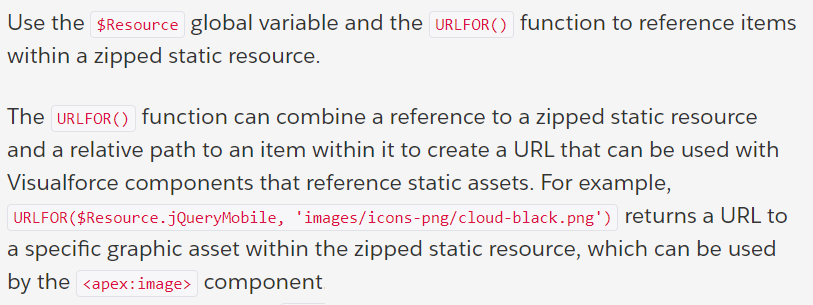 Use the $Resource global variable and the URLFOR() function to reference items
within a zipped static resource.
The URLFOR() function can combine a reference to a zipped static resource
and a relative path to an item within it to create a URL that can be used with
Visualforce components that reference static assets. For example,
URLFOR($Resource.jQueryMobile, 'images/icons-png/cloud-black.png') returns a URL to
a specific graphic asset within the zipped static resource, which can be used
by the <apex:image> component